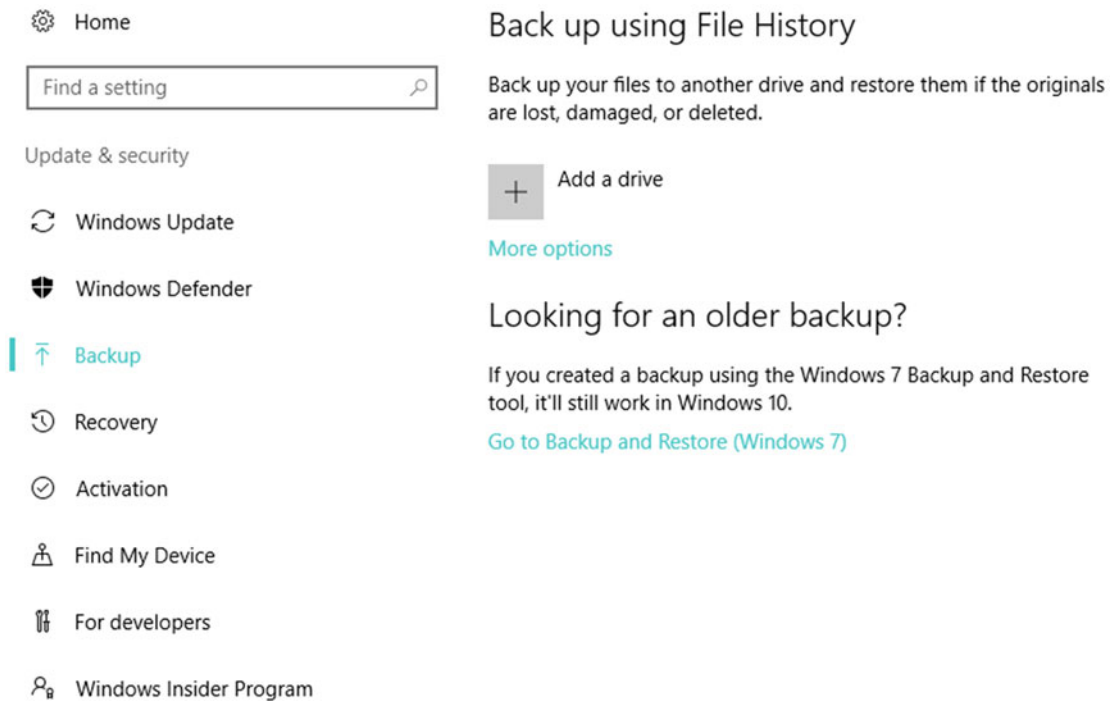 Home
Find a setting
Update & security
Windows Update
Windows Defender
Backup
Recovery
Activation
Find My Device
For developers
Windows Insider Program
Back up using File History
Back up your files to another drive and restore them if the originals
are lost, damaged, or deleted.
Add a drive
More options
Looking for an older backup?
If you created a backup using the Windows 7 Backup and Restore
tool, it'll still work in Windows 10.
Go to Backup and Restore (Windows 7)